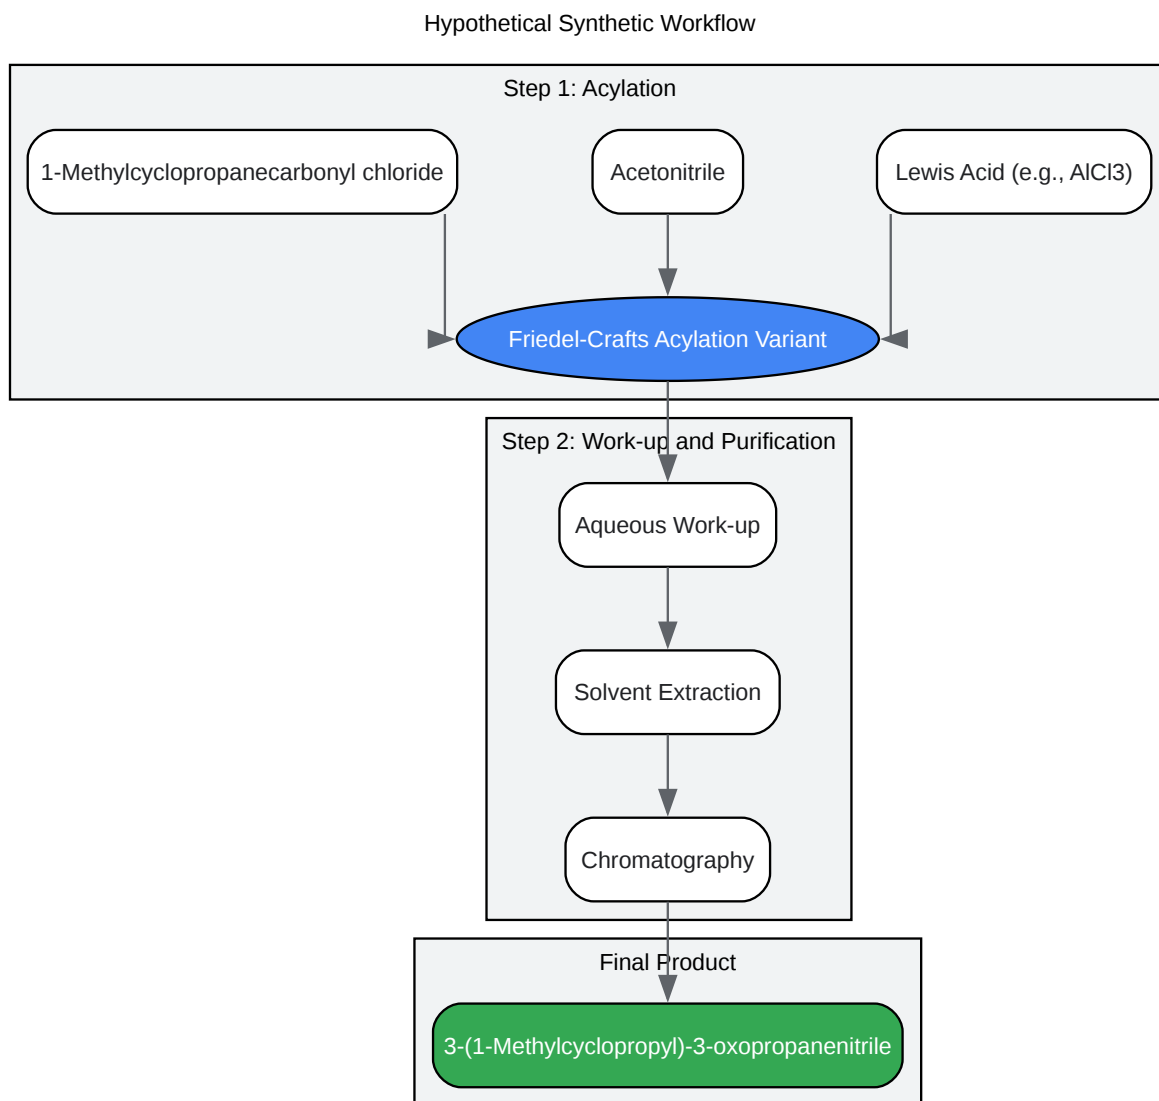 Hypothetical Synthetic Workflow
Step 1: Acylation
1-Methylcyclopropanecarbonyl chloride
Acetonitrile
Lewis Acid (e.g., AlCl3)
Friedel-Crafts Acylation Variant
Step 2: Work-up and Purification
Aqueous Work-up
Solvent Extraction
Chromatography
Final Product
3-(1-Methylcyclopropyl)-3-oxopropanenitrile